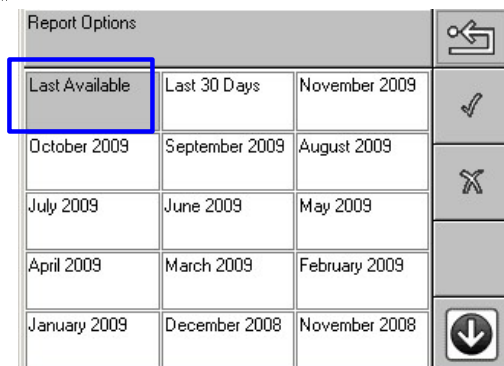 Report Options
Last Available Last 30 Days November 2009
October 2009 September 2009 August 2009
July 2009 June 2009 May 2009
April 2009 March 2009 February 2009
January 2009 December 2008 November 2008